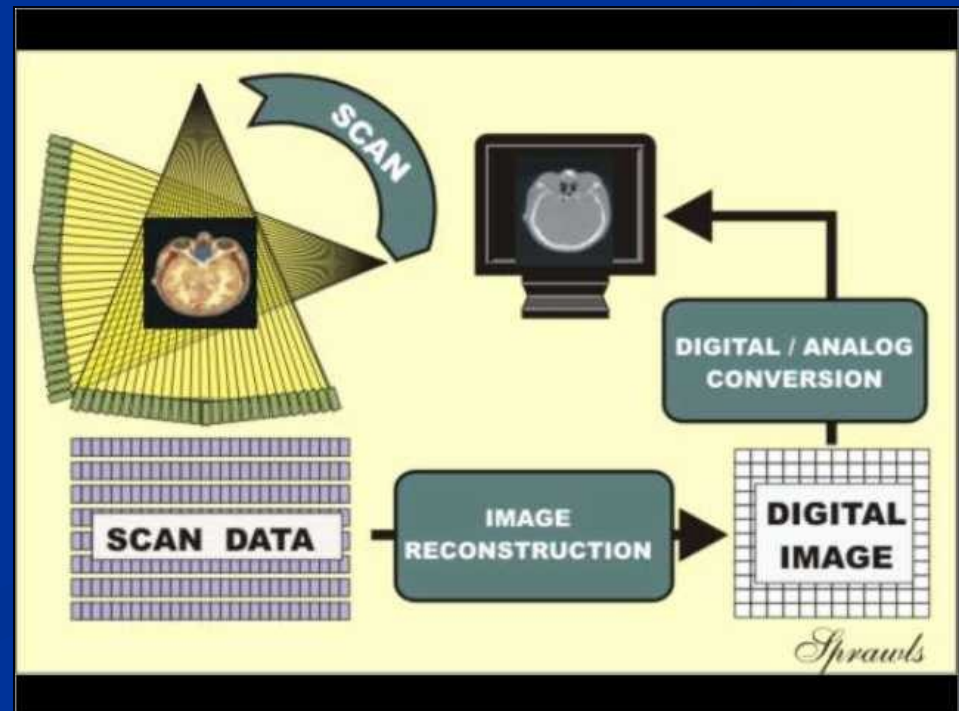 SCAN
SCAN DATA
IMAGE
RECONSTRUCTION
DIGITAL
IMAGE
DIGITAL / ANALOG
CONVERSION
Sprawls